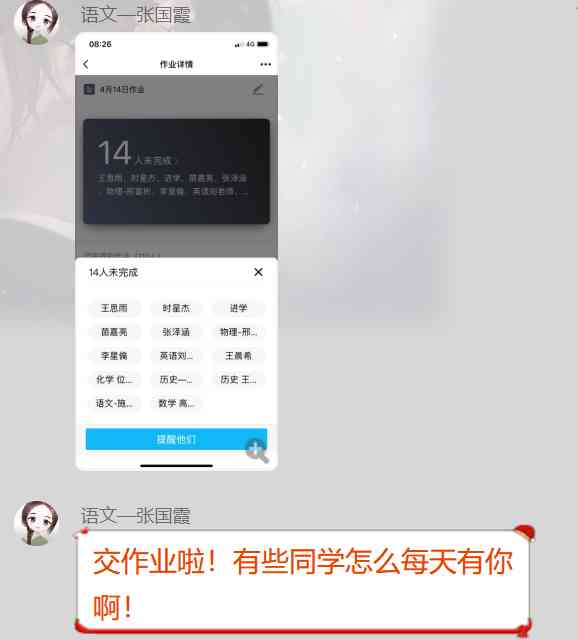 语文—张国霞
08:26
4G
作业详情
4月14日作业
14人未完成
王思雨、时星杰、进学、苗嘉亮、张泽涵
、物理-邢富彬、李星倫、英语刘老师、...
14人未完成
王思雨 时星杰 进学
苗嘉亮 张泽涵 物理-邢...
李星倫 英语刘... 王晨希
化学 位... 历史—... 历史 王...
语文-施... 数学 高...
提醒他们
语文—张国霞
交作业啦！有些同学怎么每天有你
啊！